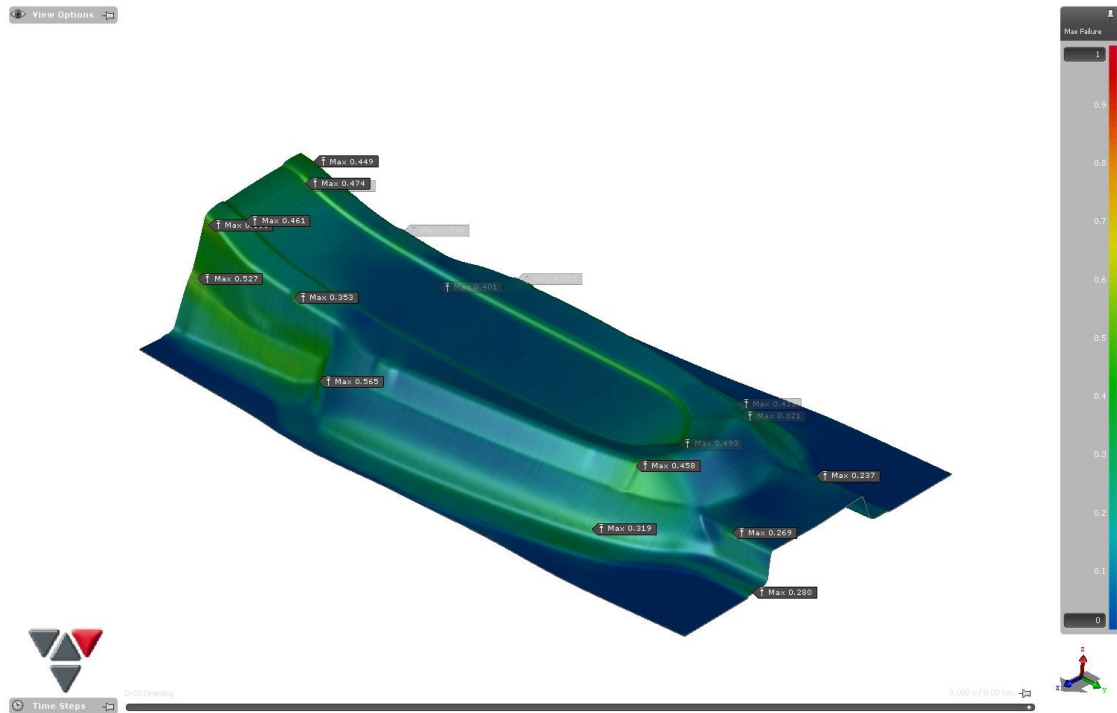 View Options
Max Failure
1
0.9
0.8
0.7
0.6
0.5
0.4
0.3
0.2
0.1
0
Max 0.449
Max 0.474
Max 0.461
Max
Max 0.527
Max 0.353
Max 0.401
Max 0.565
Max 0.321
Max 0.493
Max 0.458
Max 0.237
Max 0.319
Max 0.269
Max 0.280
Z
X
Y
D-20 Drawing
Time Steps